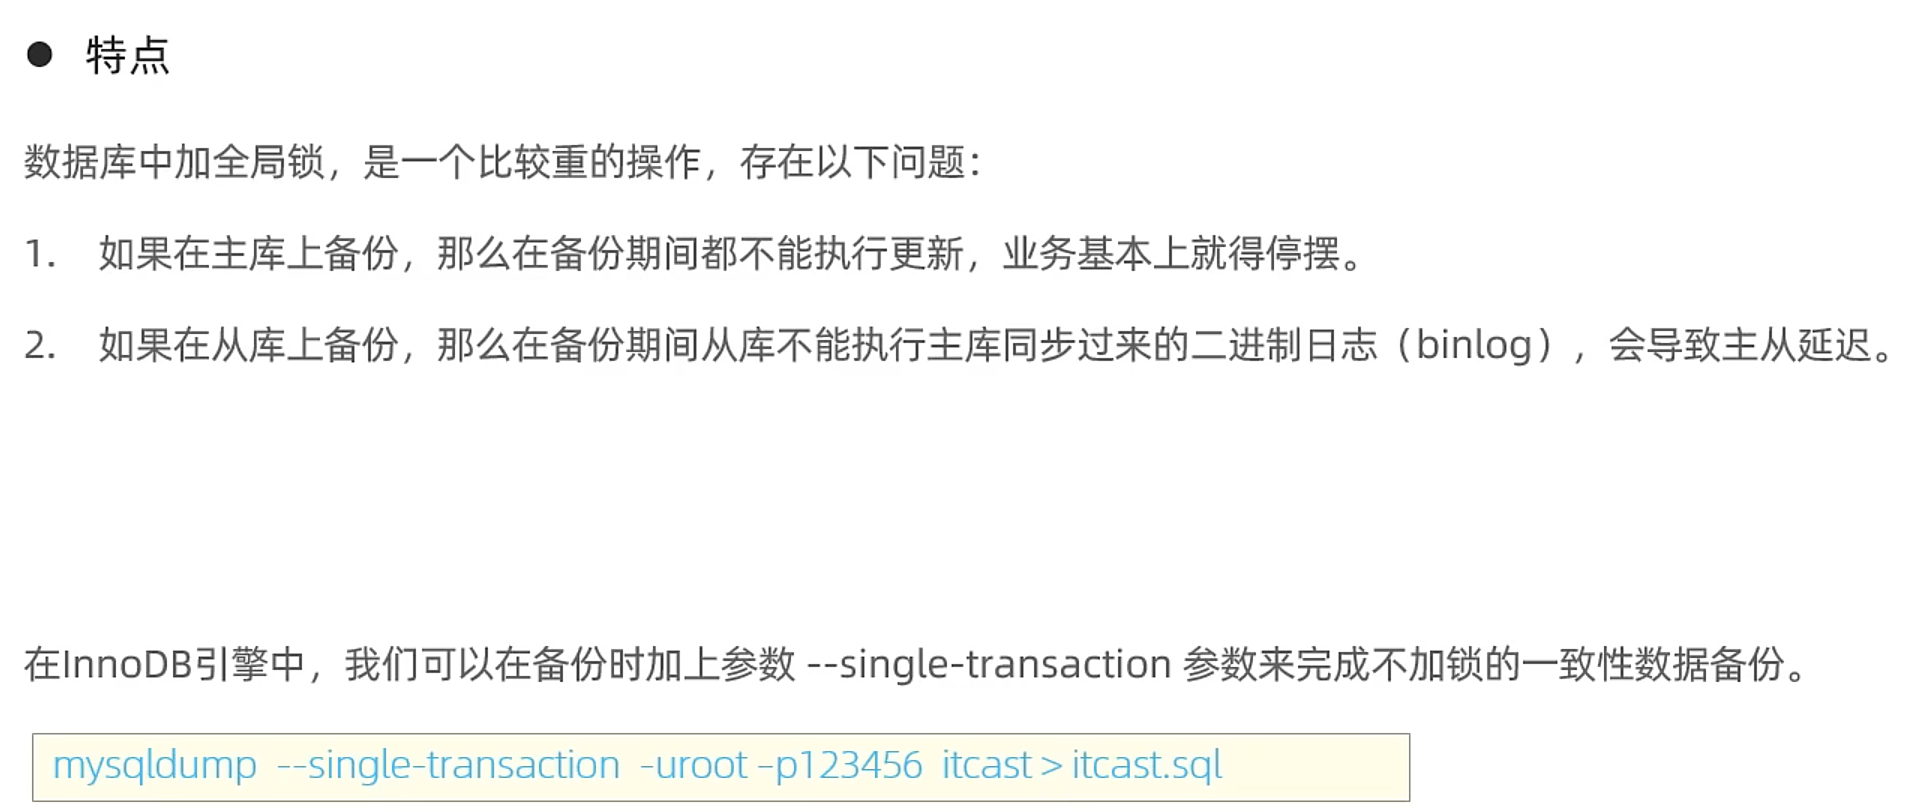 ● 特点
数据库中加全局锁，是一个比较重的操作，存在以下问题：
1. 如果在主库上备份，那么在备份期间都不能执行更新，业务基本上就得停摆。
2. 如果在从库上备份，那么在备份期间从库不能执行主库同步过来的二进制日志（binlog），会导致主从延迟。
在InnoDB引擎中，我们可以在备份时加上参数 --single-transaction 参数来完成不加锁的一致性数据备份。
mysqldump --single-transaction -uroot –p123456 itcast > itcast.sql